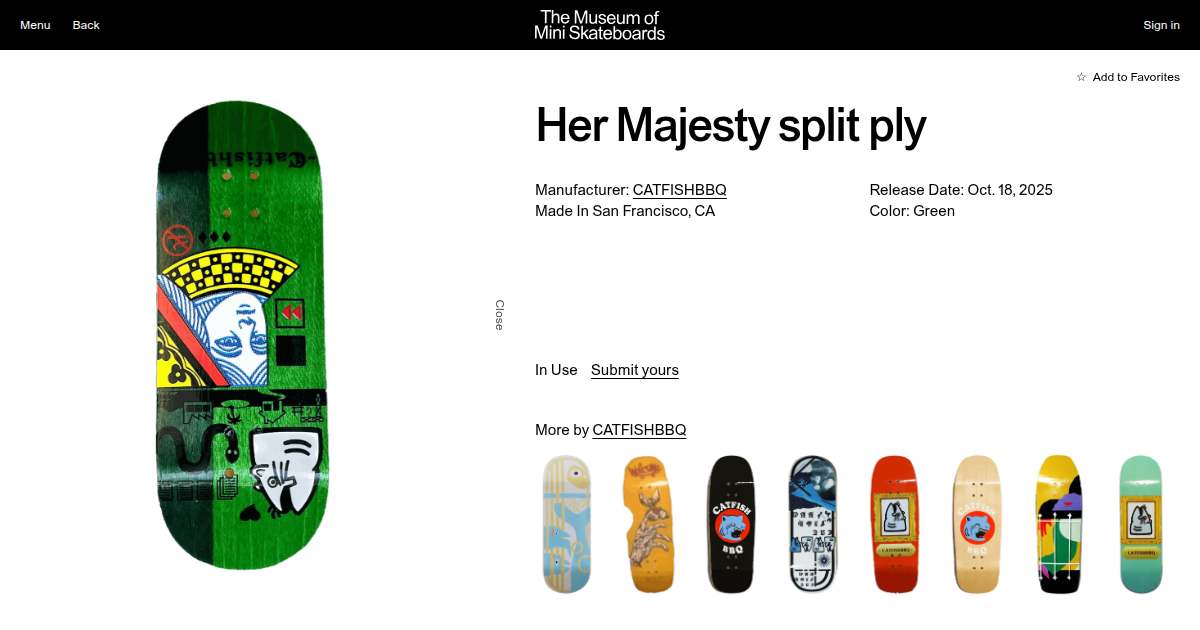 Menu
Back
The Museum of
Mini Skateboards
Sign in
☆ Add to Favorites
Her Majesty split ply
Manufacturer: CATFISHBBQ
Made In San Francisco, CA
Release Date: Oct. 18, 2025
Color: Green
Close
In Use Submit yours
More by CATFISHBBQ
CATFISH
BBQ
CATFISHBBQ
CATFISH
BBQ
CATFISHBBQ